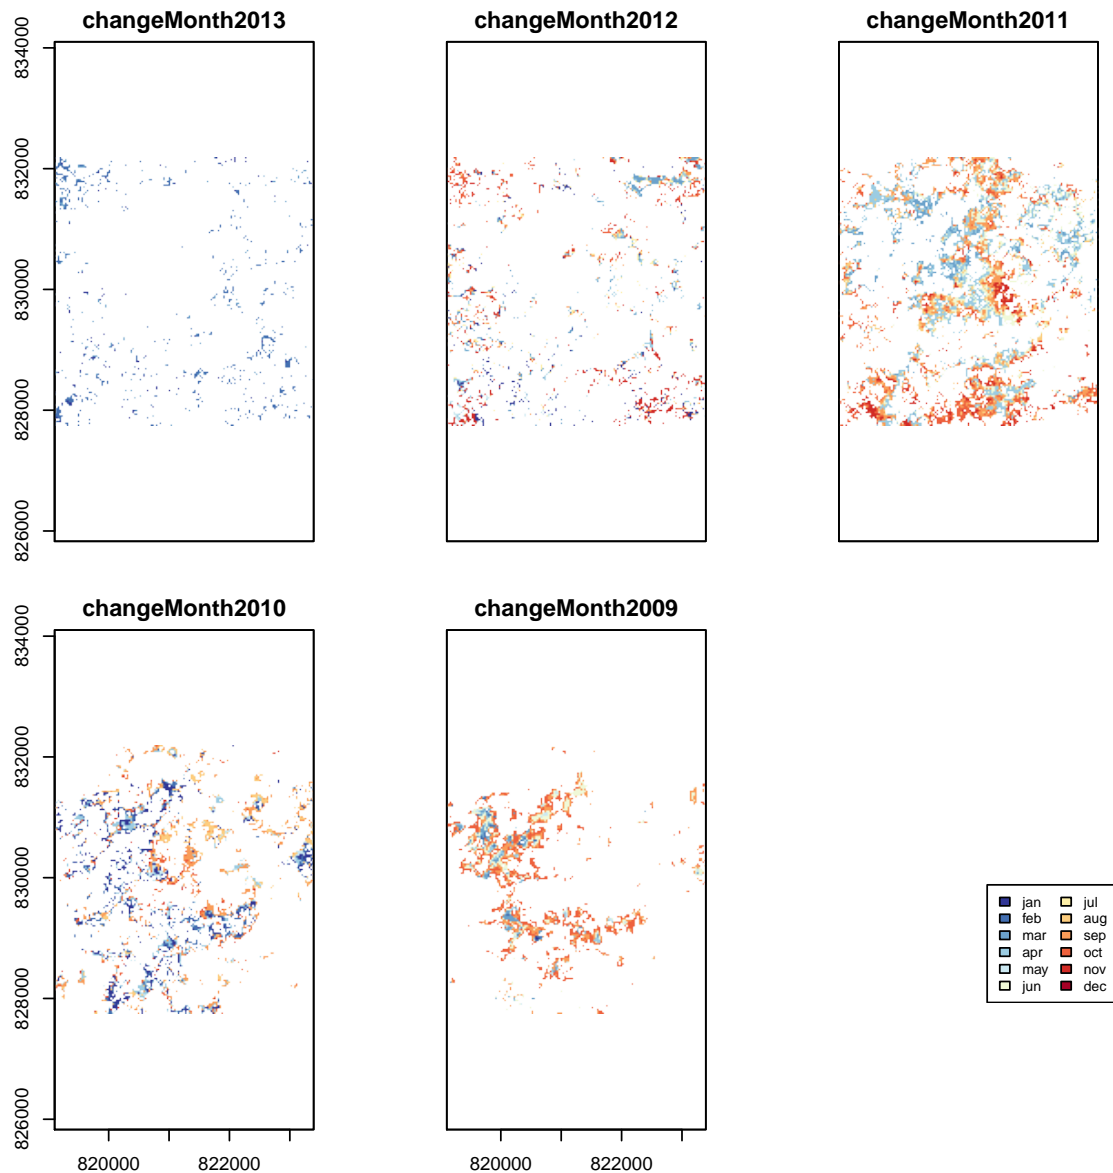 changeMonth2013
changeMonth2012
changeMonth2011
834000
832000
830000
828000
826000
changeMonth2010
changeMonth2009
834000
832000
830000
828000
826000
820000
822000
820000
822000
jan
feb
mar
apr
may
jun
jul
aug
sep
oct
nov
dec